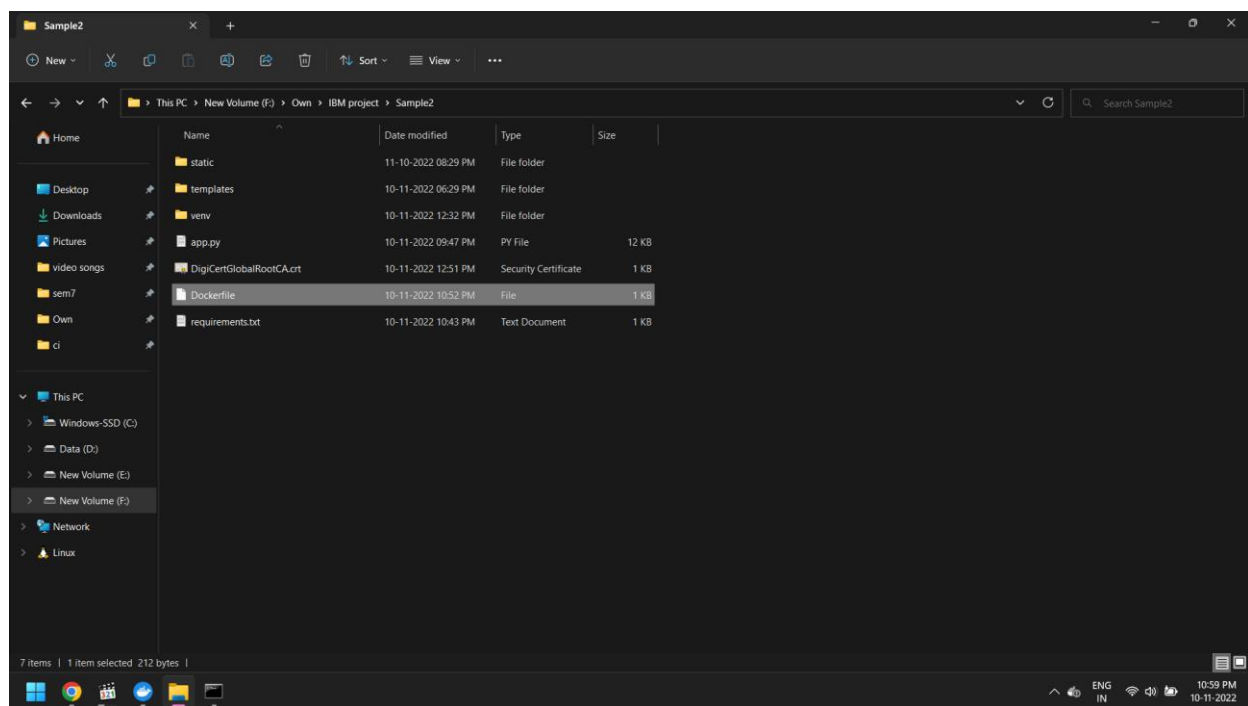 Sample2
New
Sort
View
This PC > New Volume (F:) > Own > IBM project > Sample2
Search Sample2
Home
Desktop
Downloads
Pictures
video songs
sem7
Own
ci
This PC
Windows-SSD (C:)
Data (D:)
New Volume (E:)
New Volume (F:)
Network
Linux
Name Date modified Type Size
static 11-10-2022 08:29 PM File folder
templates 10-11-2022 06:29 PM File folder
venv 10-11-2022 12:32 PM File folder
app.py 10-11-2022 09:47 PM PY File 12 KB
DigiCertGlobalRootCA.crt 10-11-2022 12:51 PM Security Certificate 1 KB
Dockerfile 10-11-2022 10:52 PM File 1 KB
requirements.txt 10-11-2022 10:43 PM Text Document 1 KB
7 items | 1 item selected 212 bytes |
ENG
IN
10:59 PM
10-11-2022